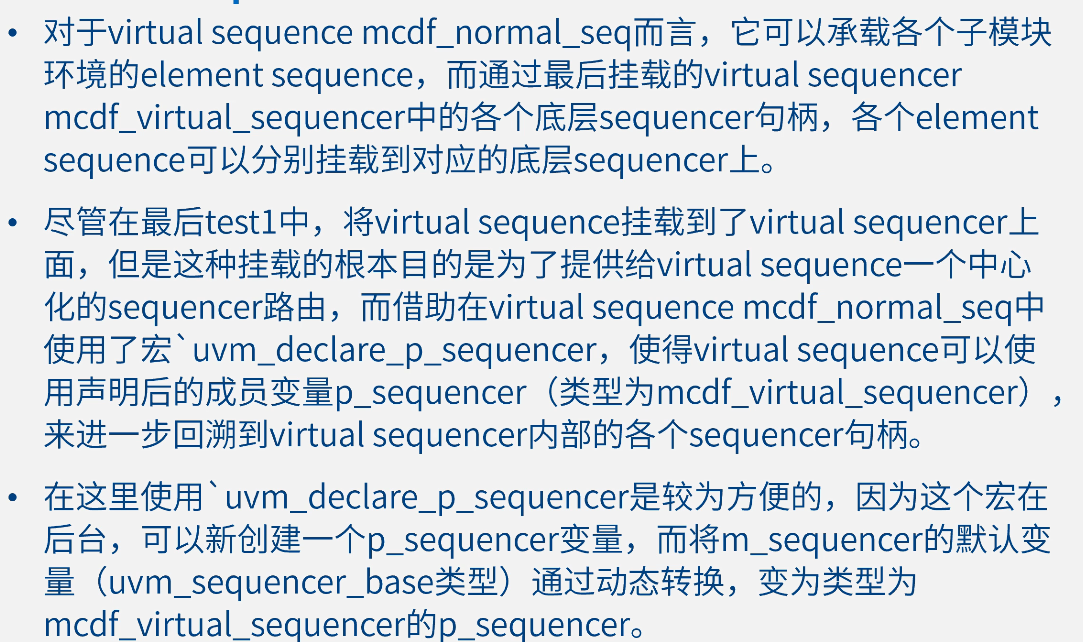 • 对于virtual sequence mcdf_normal_seq而言，它可以承载各个子模块
环境的element sequence，而通过最后挂载的virtual sequencer
mcdf_virtual_sequencer中的各个底层sequencer句柄，各个element
sequence可以分别挂载到对应的底层sequencer上。
• 尽管在最后test1中，将virtual sequence挂载到了virtual sequencer上
面，但是这种挂载的根本目的是为了提供给virtual sequence一个中心
化的sequencer路由，而借助在virtual sequence mcdf_normal_seq中
使用了宏`uvm_declare_p_sequencer，使得virtual sequence可以使
用声明后的成员变量p_sequencer（类型为mcdf_virtual_sequencer），
来进一步回溯到virtual sequencer内部的各个sequencer句柄。
• 在这里使用`uvm_declare_p_sequencer是较为方便的，因为这个宏在
后台，可以新创建一个p_sequencer变量，而将m_sequencer的默认变
量（uvm_sequencer_base类型）通过动态转换，变为类型为
mcdf_virtual_sequencer的p_sequencer。